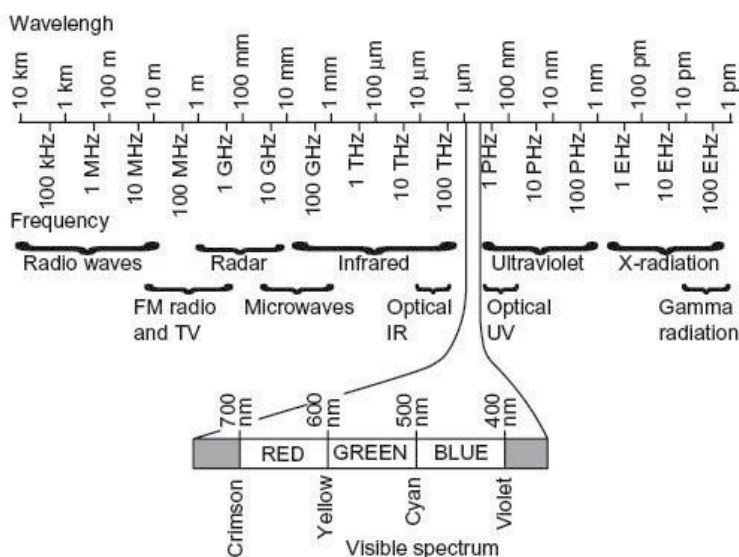 Wavelengh
10 km 1 km 100 m 10 m 1 m 100 mm 10 mm 1 mm 100 µm 10 µm 1 µm 100 nm 10 nm 1 nm 100 pm 10 pm 1 pm
100 kHz 1 MHz 10 MHz 100 MHz 1 GHz 10 GHz 100 GHz 1 THz 10 THz 100 THz 1 PHz 10 PHz 100 PHz 1 EHz 10 EHz 100 EHz
Frequency
Radio waves Radar Infrared Ultraviolet X-radiation
FM radio Microwaves Optical Optical Gamma
and TV IR UV radiation
700 600 500 400
nm nm nm nm
RED GREEN BLUE
Crimson Yellow Cyan Violet
Visible spectrum